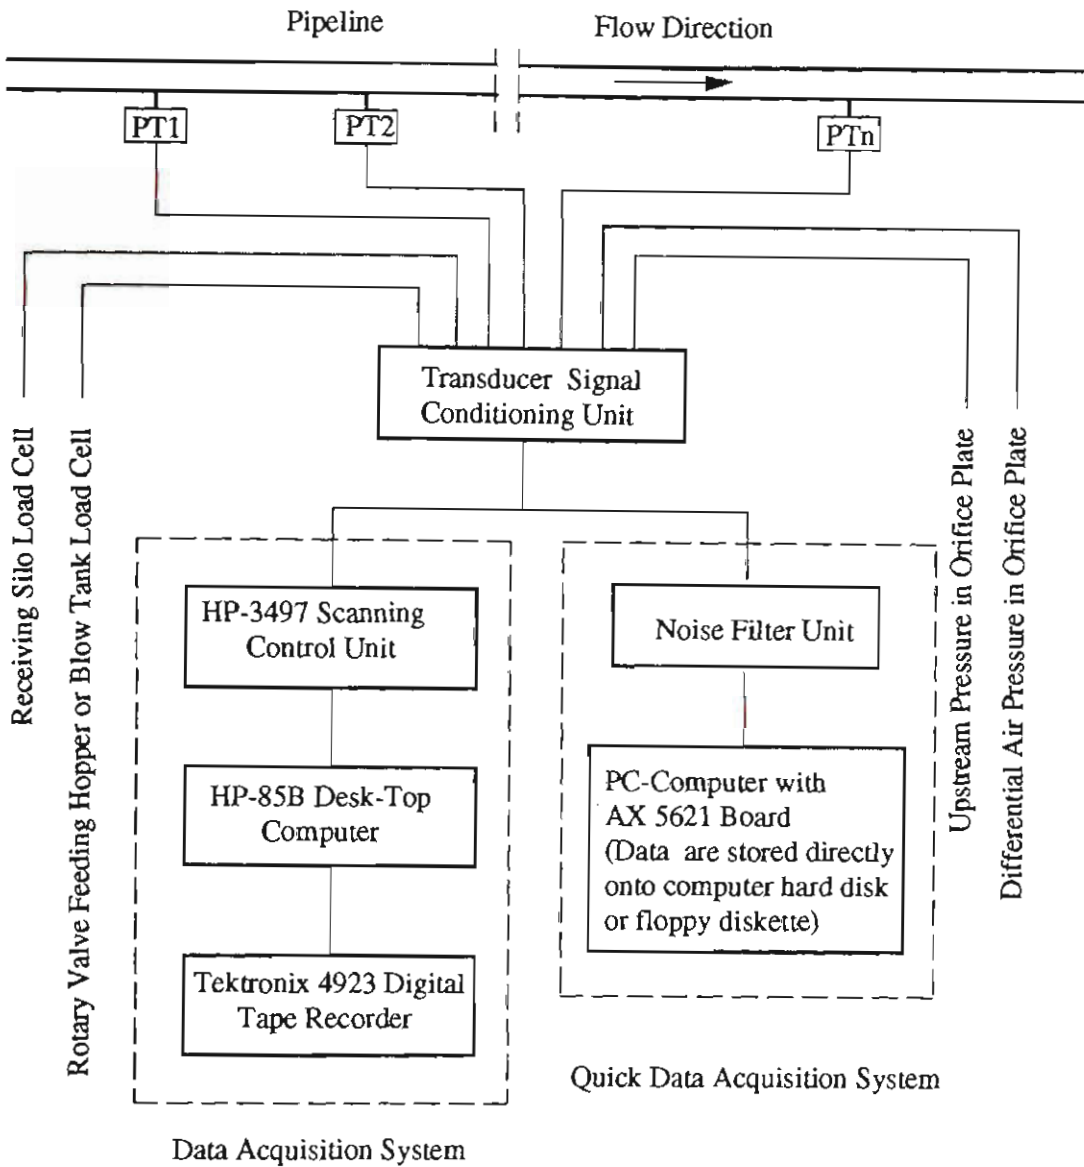 Pipeline
Flow Direction
PT1
PT2
PTn
Transducer Signal
Conditioning Unit
Receiving Silo Load Cell
Rotary Valve Feeding Hopper or Blow Tank Load Cell
Upstream Pressure in Orifice Plate
Differential Air Pressure in Orifice Plate
HP-3497 Scanning
Control Unit
HP-85B Desk-Top
Computer
Tektronix 4923 Digital
Tape Recorder
Data Acquisition System
Noise Filter Unit
PC-Computer with
AX 5621 Board
(Data are stored directly
onto computer hard disk
or floppy diskette)
Quick Data Acquisition System